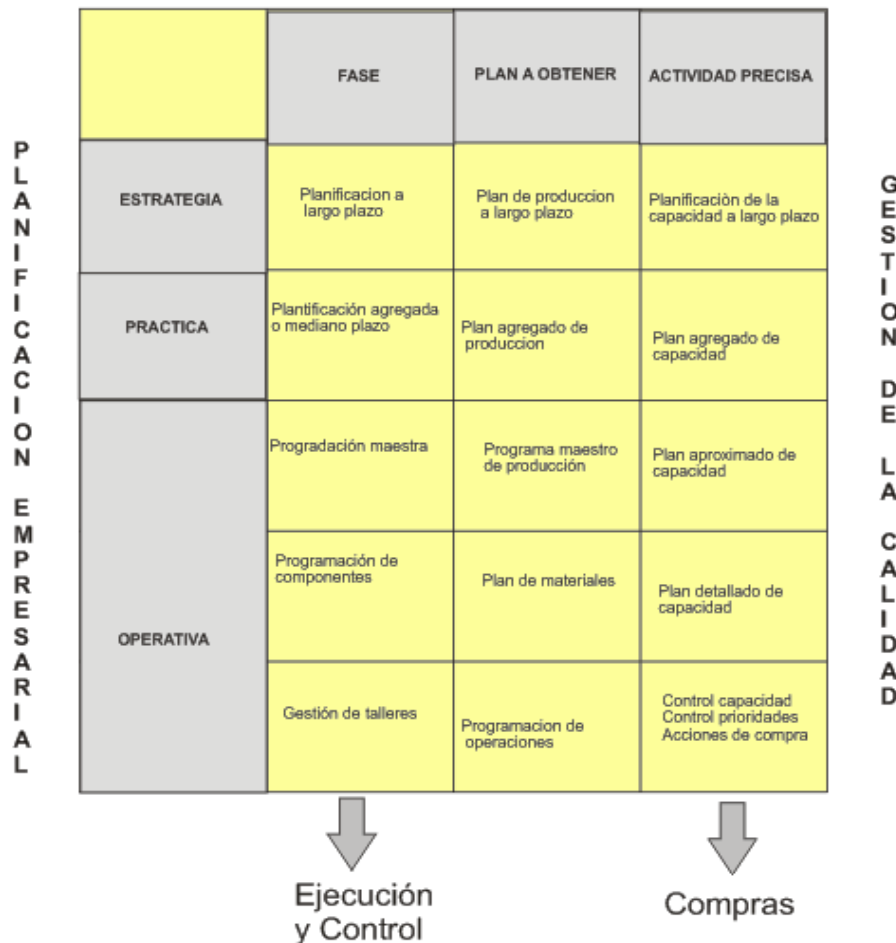 PLANIFICACION EMPRESARIAL
FASE
PLAN A OBTENER
ACTIVIDAD PRECISA
ESTRATEGIA
Planificacion a
largo plazo
Plan de produccion
a largo plazo
Planificaciòn de la
capacidad a largo plazo
PRACTICA
Plantificación agregada
o mediano plazo
Plan agregado de
produccion
Plan agregado de
capacidad
OPERATIVA
Progradación maestra
Programa maestro
de producción
Plan aproximado de
capacidad
Programación de
componentes
Plan de materiales
Plan detallado de
capacidad
Gestión de talleres
Programacion de
operaciones
Control capacidad
Control prioridades
Acciones de compra
GESTION DE LA CALIDAD
Ejecución
y Control
Compras